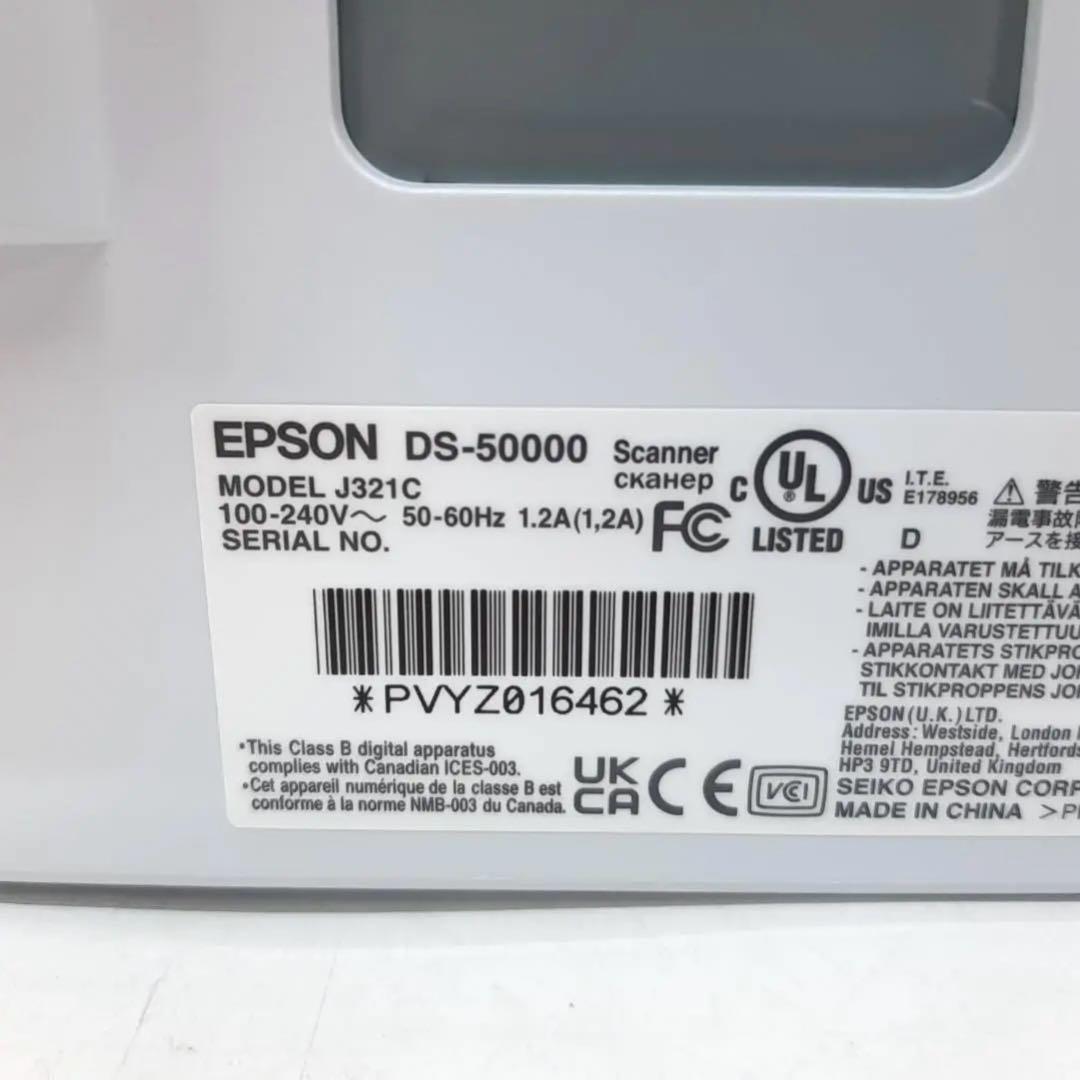 EPSON DS-50000 Scanner
сканер
MODEL J321C
100-240V～ 50-60Hz 1.2A(1,2A)
SERIAL NO.
FC
C UL ® US
LISTED
I.T.E.
E178956
D
⚠ 警告
漏電事故
アースを接
*PVYZ016462*
- APPARATET MÅ TILK
- APPARATEN SKALL A
- LAITE ON LIITETTÄVÄ
IMILLA VARUSTETTUU
- APPARATETS STIKPRO
STIKKONTAKT MED JO
TIL STIKPROPPENS JO
EPSON (U.K.) LTD.
Address: Westside, London
Hemel Hempstead, Hertfords
HP3 9TD, United Kingdom
SEIKO EPSON CORP
MADE IN CHINA >P
•This Class B digital apparatus
complies with Canadian ICES-003.
•Cet appareil numérique de la classe B est
conforme à la norme NMB-003 du Canada.
UK
CA
CE
VCI